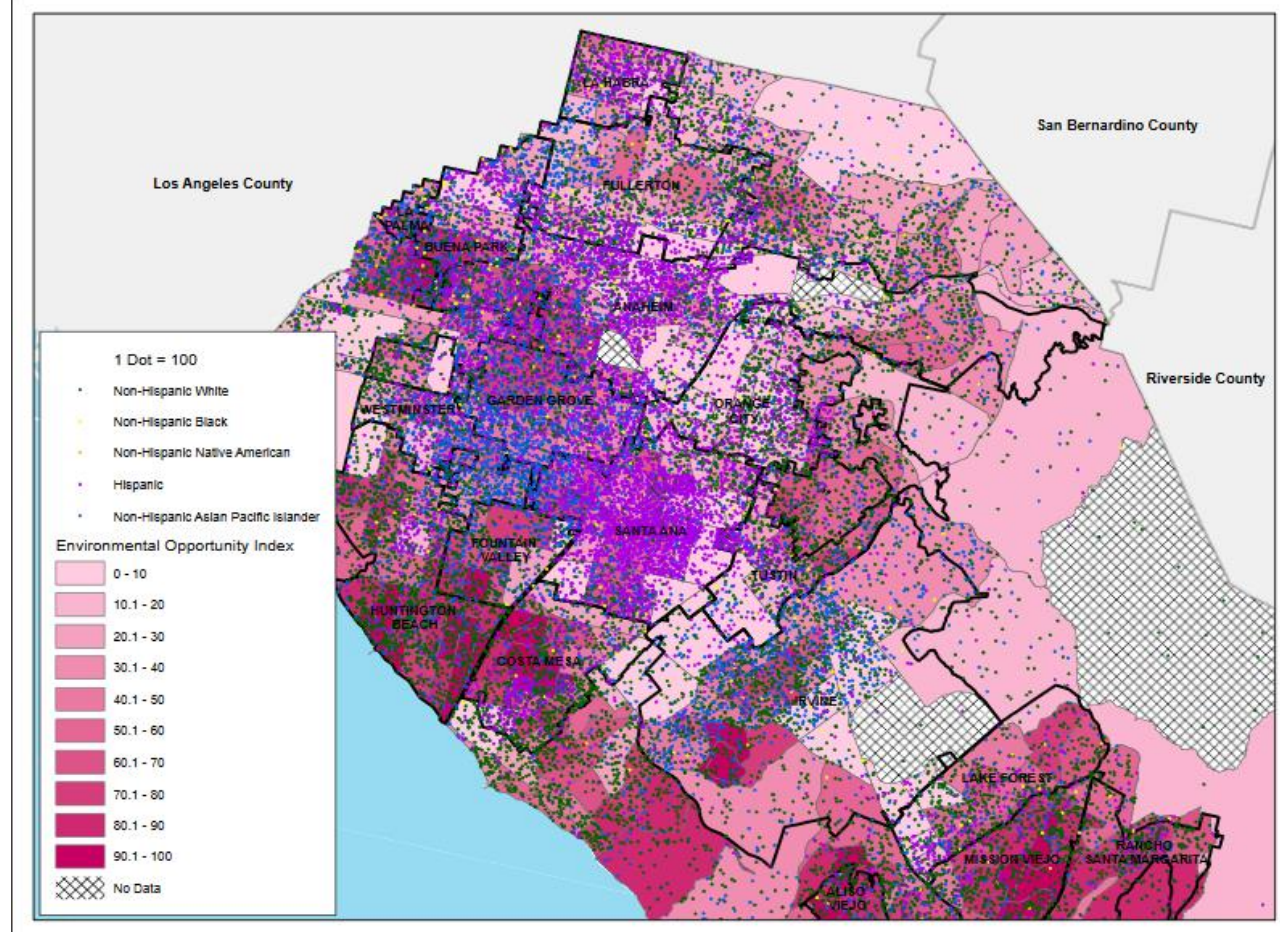 San Bernardino County
Los Angeles County
Riverside County
LA HABRA
FULLERTON
LA
PALMA
BUENA PARK
ANAHEIM
1 Dot = 100
Non-Hispanic White
Non-Hispanic Black
Non-Hispanic Native American
Hispanic
Non-Hispanic Asian Pacific Islander
Environmental Opportunity Index
0 - 10
10.1 - 20
20.1 - 30
30.1 - 40
40.1 - 50
50.1 - 60
60.1 - 70
70.1 - 80
80.1 - 90
90.1 - 100
No Data
WESTMINSTER
GARDEN GROVE
ORANGE
CITY
SANTA ANA
FOUNTAIN
VALLEY
TUSTIN
HUNTINGTON
BEACH
COSTA MESA
IRVINE
LAKE FOREST
MISSION VIEJO
RANCHO
SANTA MARGARITA
ALISO
VIEJO